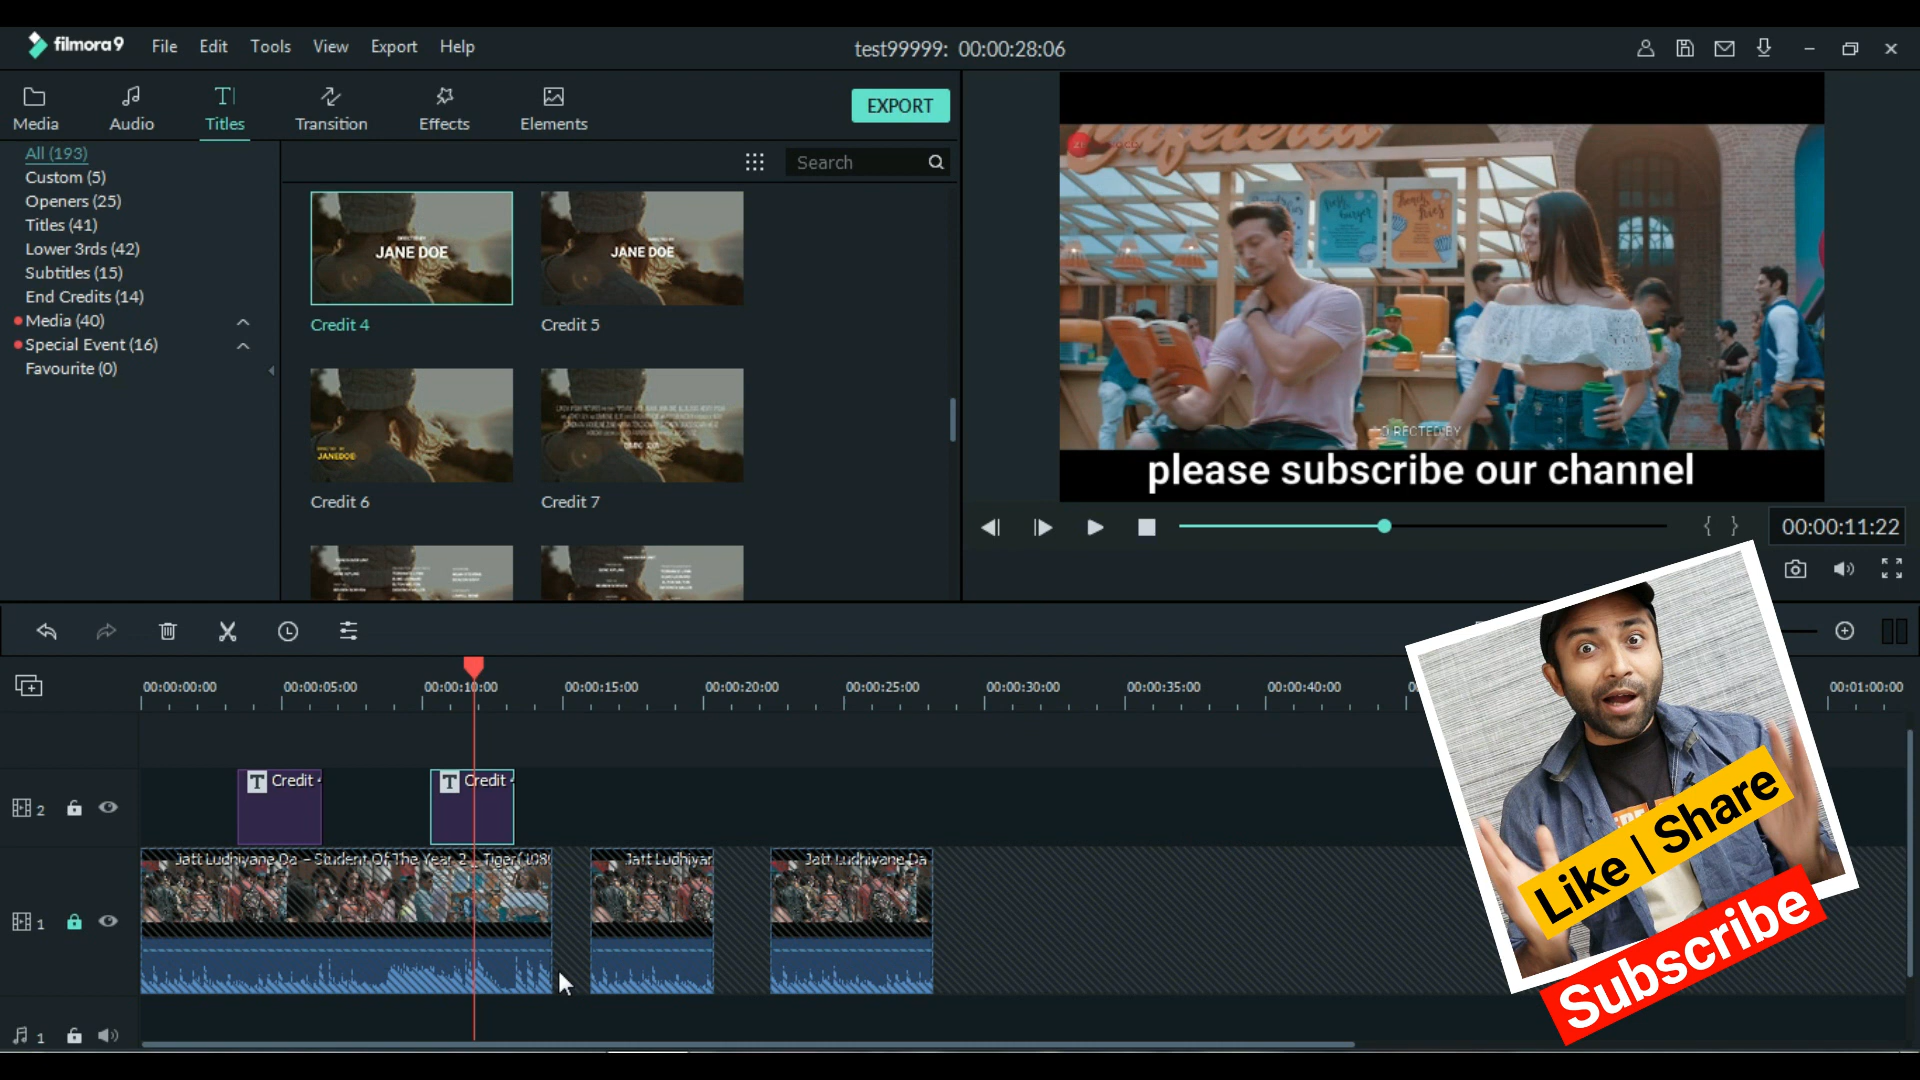 filmora9 File Edit Tools View Export Help
test99999: 00:00:28:06
Media Audio Titles Transition Effects Elements
EXPORT
All (193)
Custom (5)
Openers (25)
Titles (41)
Lower 3rds (42)
Subtitles (15)
End Credits (14)
Media (40)
Special Event (16)
Favourite (0)
Search
JANE DOE
Credit 4
JANE DOE
Credit 5
JANEDOE
Credit 6
Credit 7
please subscribe our channel
00:00:11:22
00:00:00:00 00:00:05:00 00:00:10:00 00:00:15:00 00:00:20:00 00:00:25:00 00:00:30:00 00:00:35:00 00:00:40:00 00:01:00:00
T Credit
T Credit
2
Jatt Ludhiyane Da – Student Of The Year 2 _ Tiger(108
Jatt Ludhiyar
Jatt Ludhiyane Da
1
1
Like | Share
Subscribe